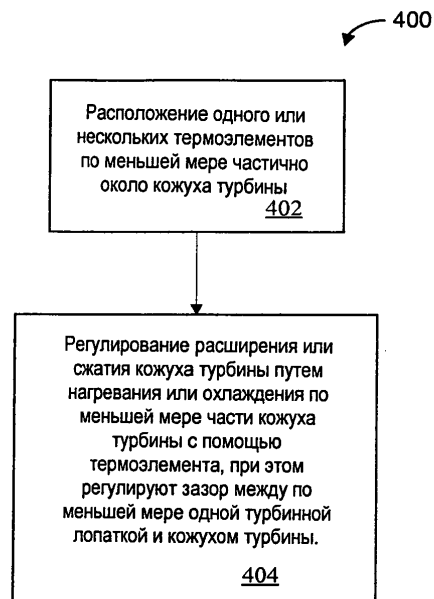 400
Расположение одного или
нескольких термоэлементов
по меньшей мере частично
около кожуха турбины
402
Регулирование расширения или
сжатия кожуха турбины путем
нагревания или охлаждения по
меньшей мере части кожуха
турбины с помощью
термоэлемента, при этом
регулируют зазор между по
меньшей мере одной турбинной
лопаткой и кожухом турбины.
404